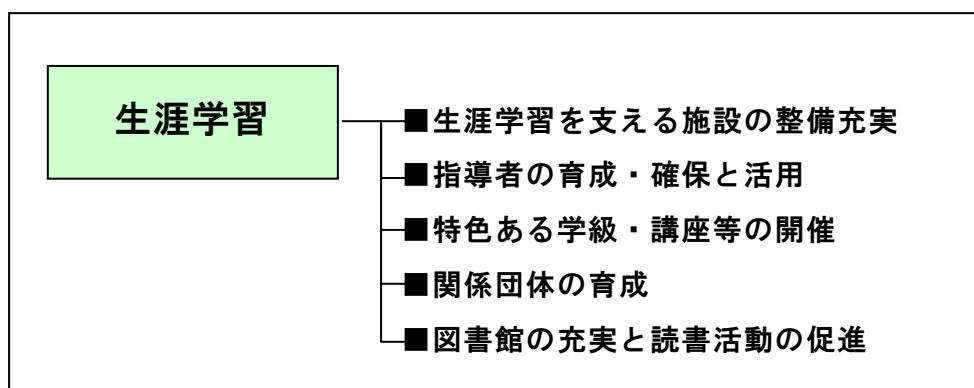 生涯学習
■生涯学習を支える施設の整備充実
■指導者の育成・確保と活用
■特色ある学級・講座等の開催
■関係団体の育成
■図書館の充実と読書活動の促進